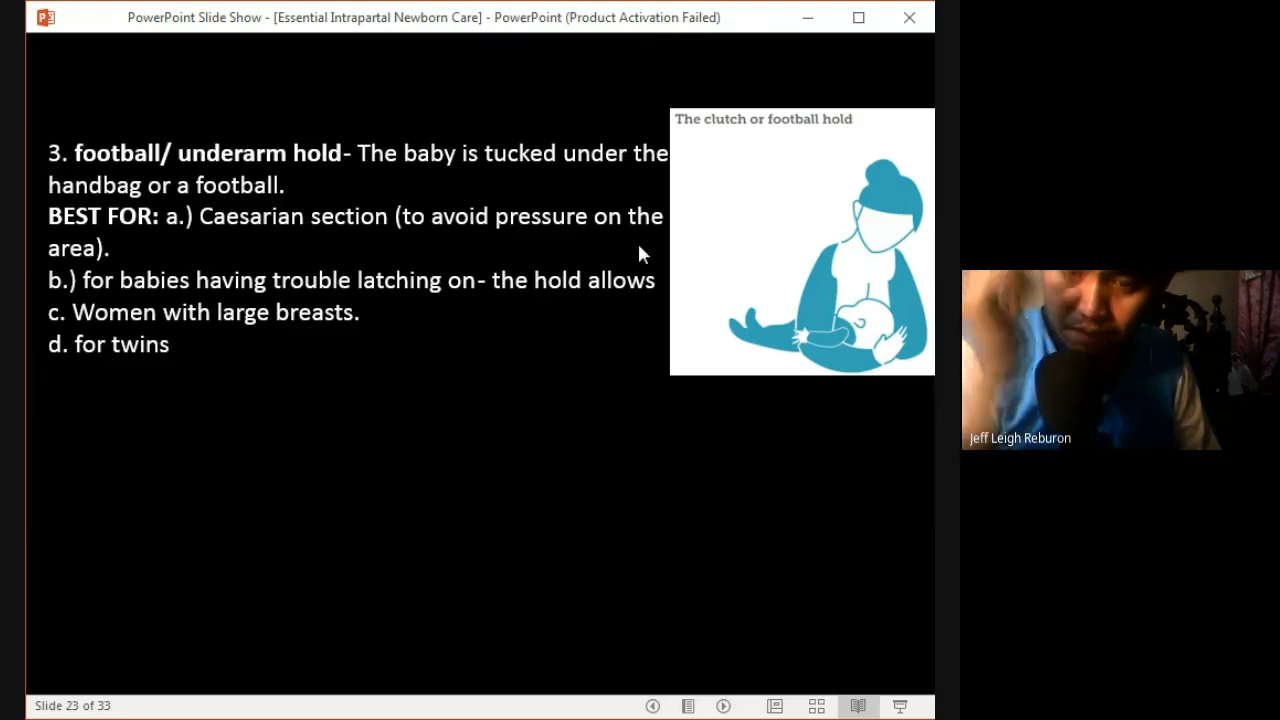 PowerPoint Slide Show - [Essential Intrapartal Newborn Care] - PowerPoint (Product Activation Failed)
The clutch or football hold
3. football/ underarm hold- The baby is tucked under the
handbag or a football.
BEST FOR: a.) Caesarian section (to avoid pressure on the
area).
b.) for babies having trouble latching on- the hold allows
c. Women with large breasts.
d. for twins
Jeff Leigh Reburon
Slide 23 of 33